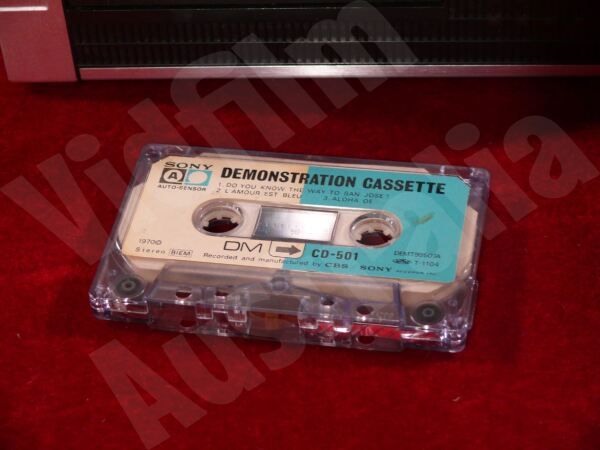 SONY
A
AUTO-SENSOR
DEMONSTRATION CASSETTE
1. DO YOU KNOW THE WAY TO SAN JOSE?
2. L'AMOUR EST BLEU
3. ALOHA OE
1970℗
Stereo BIEM
DM
CD-501
T-1104
Recorded and manufactured by CBS/SONY
Vidfilm
Australia